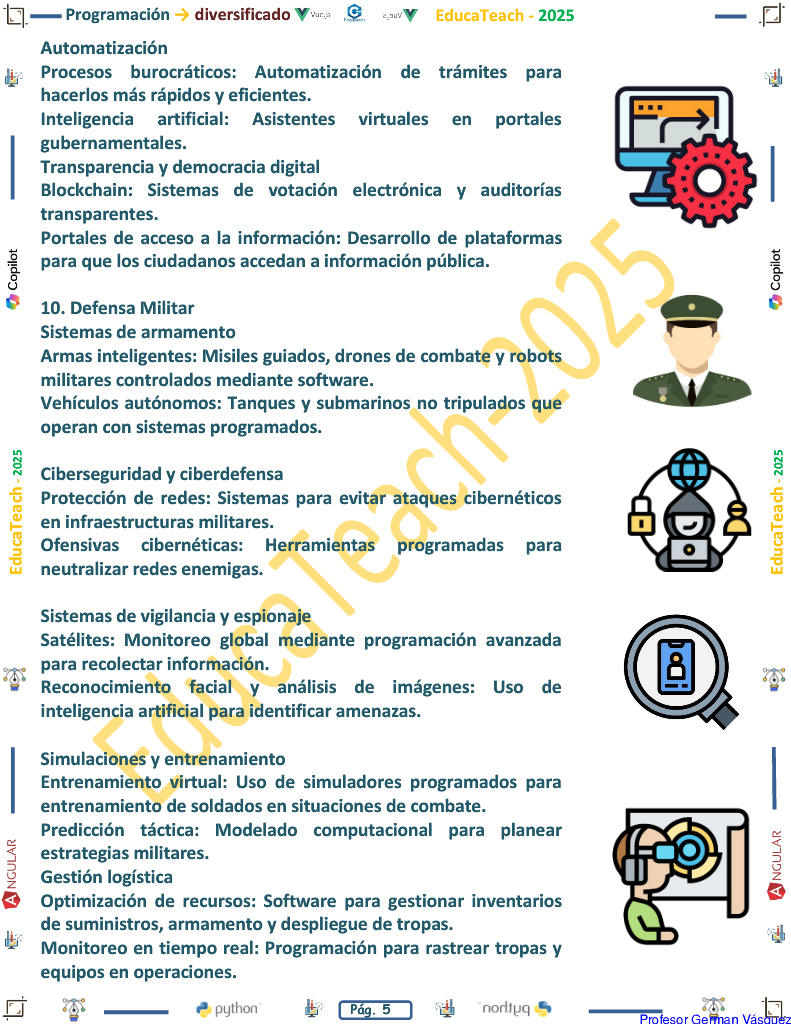 Programación → diversificado Vue.js Vue.js EducaTeach - 2025
Automatización
Procesos burocráticos: Automatización de trámites para
hacerlos más rápidos y eficientes.
Inteligencia artificial: Asistentes virtuales en portales
gubernamentales.
Transparencia y democracia digital
Blockchain: Sistemas de votación electrónica y auditorías
transparentes.
Portales de acceso a la información: Desarrollo de plataformas
para que los ciudadanos accedan a información pública.
10. Defensa Militar
Sistemas de armamento
Armas inteligentes: Misiles guiados, drones de combate y robots
militares controlados mediante software.
Vehículos autónomos: Tanques y submarinos no tripulados que
operan con sistemas programados.
Ciberseguridad y ciberdefensa
Protección de redes: Sistemas para evitar ataques cibernéticos
en infraestructuras militares.
Ofensivas cibernéticas: Herramientas programadas para
neutralizar redes enemigas.
Sistemas de vigilancia y espionaje
Satélites: Monitoreo global mediante programación avanzada
para recolectar información.
Reconocimiento facial y análisis de imágenes: Uso de
inteligencia artificial para identificar amenazas.
Simulaciones y entrenamiento
Entrenamiento virtual: Uso de simuladores programados para
entrenamiento de soldados en situaciones de combate.
Predicción táctica: Modelado computacional para planear
estrategias militares.
Gestión logística
Optimización de recursos: Software para gestionar inventarios
de suministros, armamento y despliegue de tropas.
Monitoreo en tiempo real: Programación para rastrear tropas y
equipos en operaciones.
EducaTeach-2025
Copilot
EducaTeach - 2025
ANGULAR
Copilot
EducaTeach - 2025
ANGULAR
python Pág. 5 python
Profesor German Vásquez